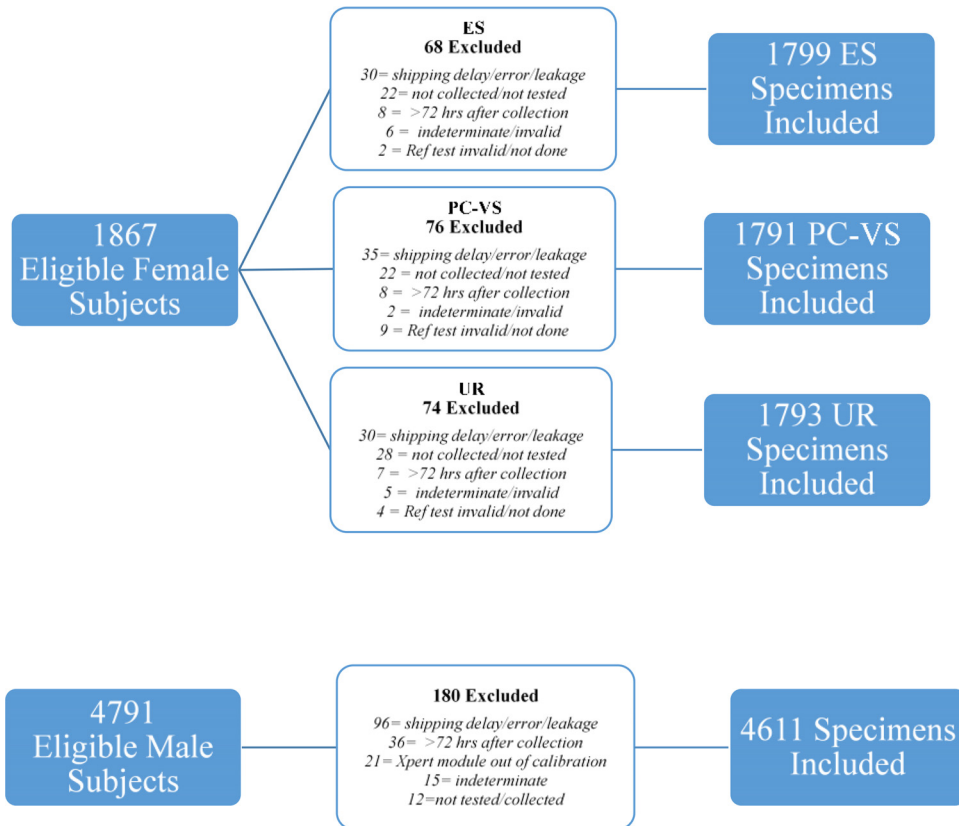 1867
Eligible Female
Subjects
ES
68 Excluded
30= shipping delay/error/leakage
22= not collected/not tested
8 = >72 hrs after collection
6 = indeterminate/invalid
2 = Ref test invalid/not done
1799 ES
Specimens
Included
PC-VS
76 Excluded
35= shipping delay/error/leakage
22 = not collected/not tested
8 = >72 hrs after collection
2 = indeterminate/invalid
9 = Ref test invalid/not done
1791 PC-VS
Specimens
Included
UR
74 Excluded
30= shipping delay/error/leakage
28 = not collected/not tested
7 = >72 hrs after collection
5 = indeterminate/invalid
4 = Ref test invalid/not done
1793 UR
Specimens
Included
4791
Eligible Male
Subjects
180 Excluded
96= shipping delay/error/leakage
36= >72 hrs after collection
21= Xpert module out of calibration
15= indeterminate
12=not tested/collected
4611 Specimens
Included